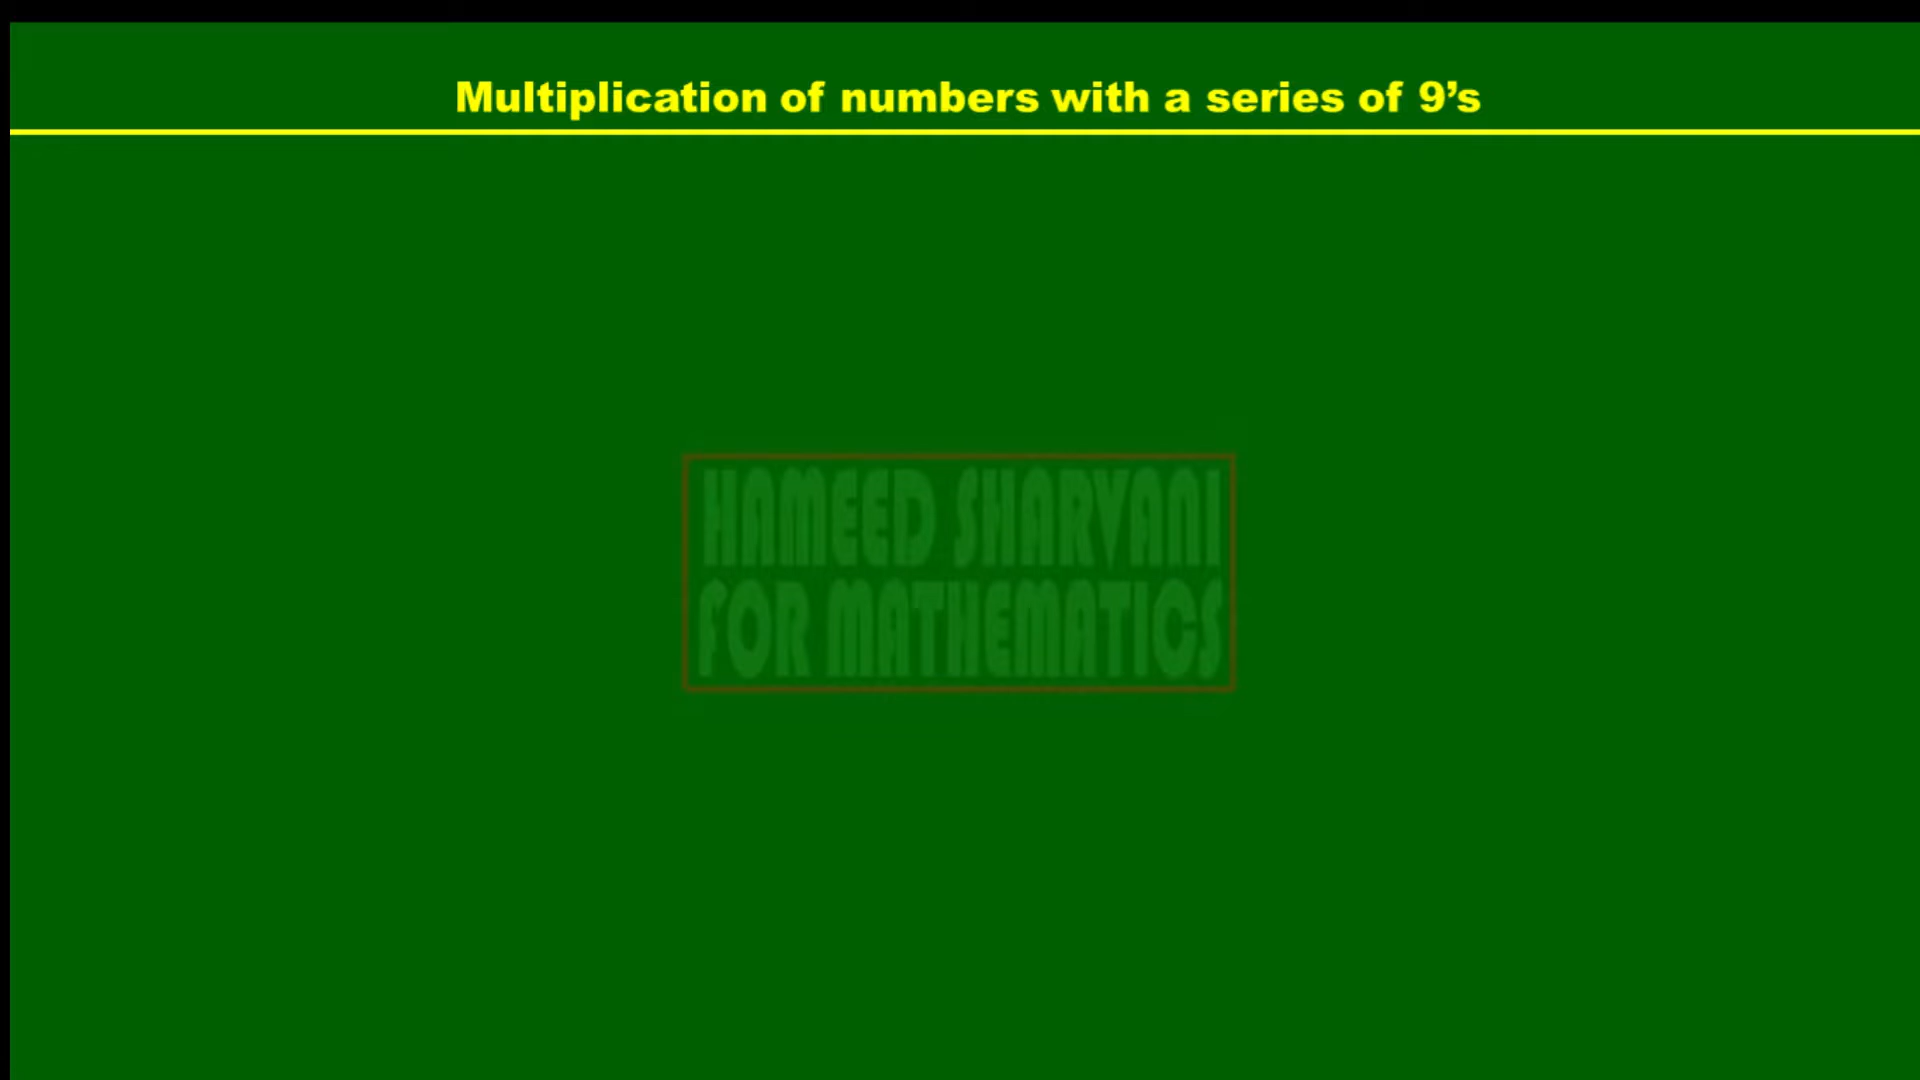 Multiplication of numbers with a series of 9’s
HAMEED SHARVANI
FOR MATHEMATICS